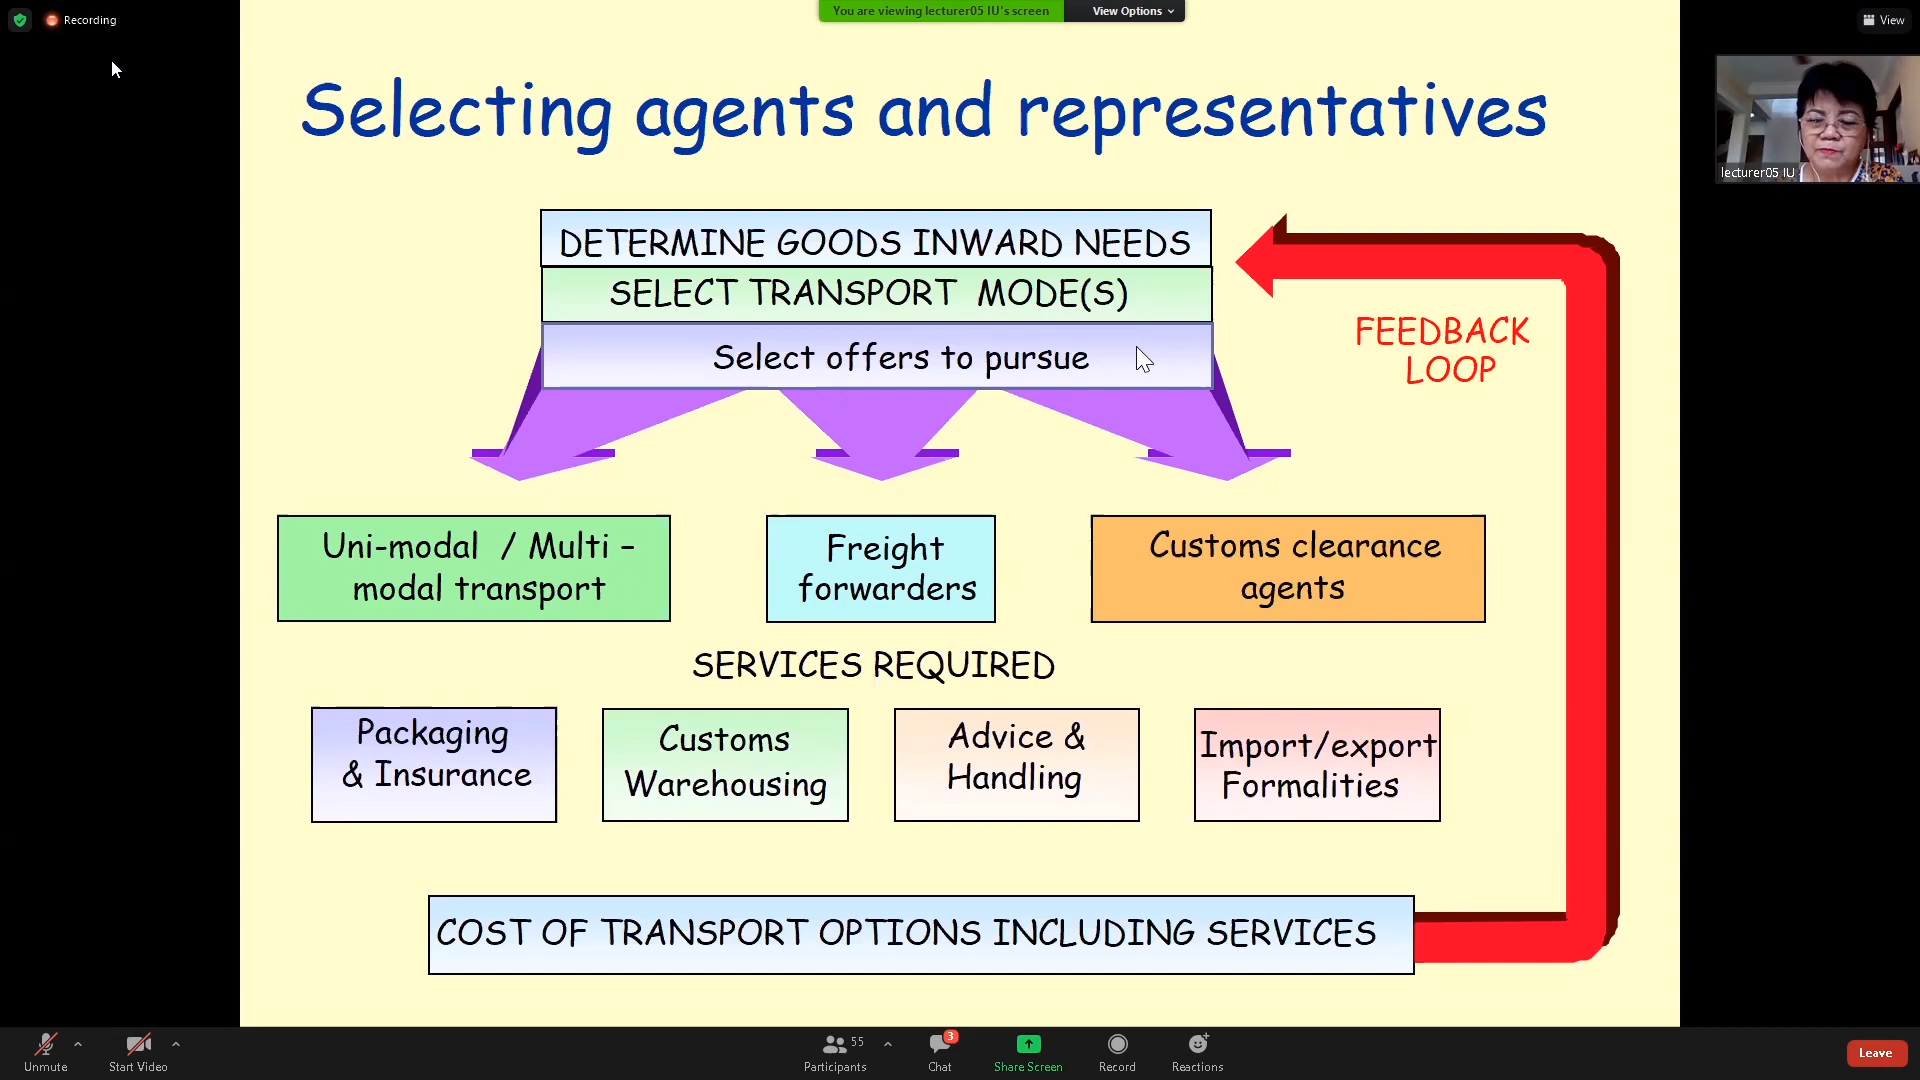 Recording
You are viewing lecturer05 IU's screen
View Options
View
Selecting agents and representatives
lecturer05 IU
DETERMINE GOODS INWARD NEEDS
SELECT TRANSPORT MODE(S)
Select offers to pursue
FEEDBACK
LOOP
Uni-modal / Multi –
modal transport
Freight
forwarders
Customs clearance
agents
SERVICES REQUIRED
Packaging
& Insurance
Customs
Warehousing
Advice &
Handling
Import/export
Formalities
COST OF TRANSPORT OPTIONS INCLUDING SERVICES
Unmute
Start Video
55
Participants
3
Chat
Share Screen
Record
Reactions
Leave